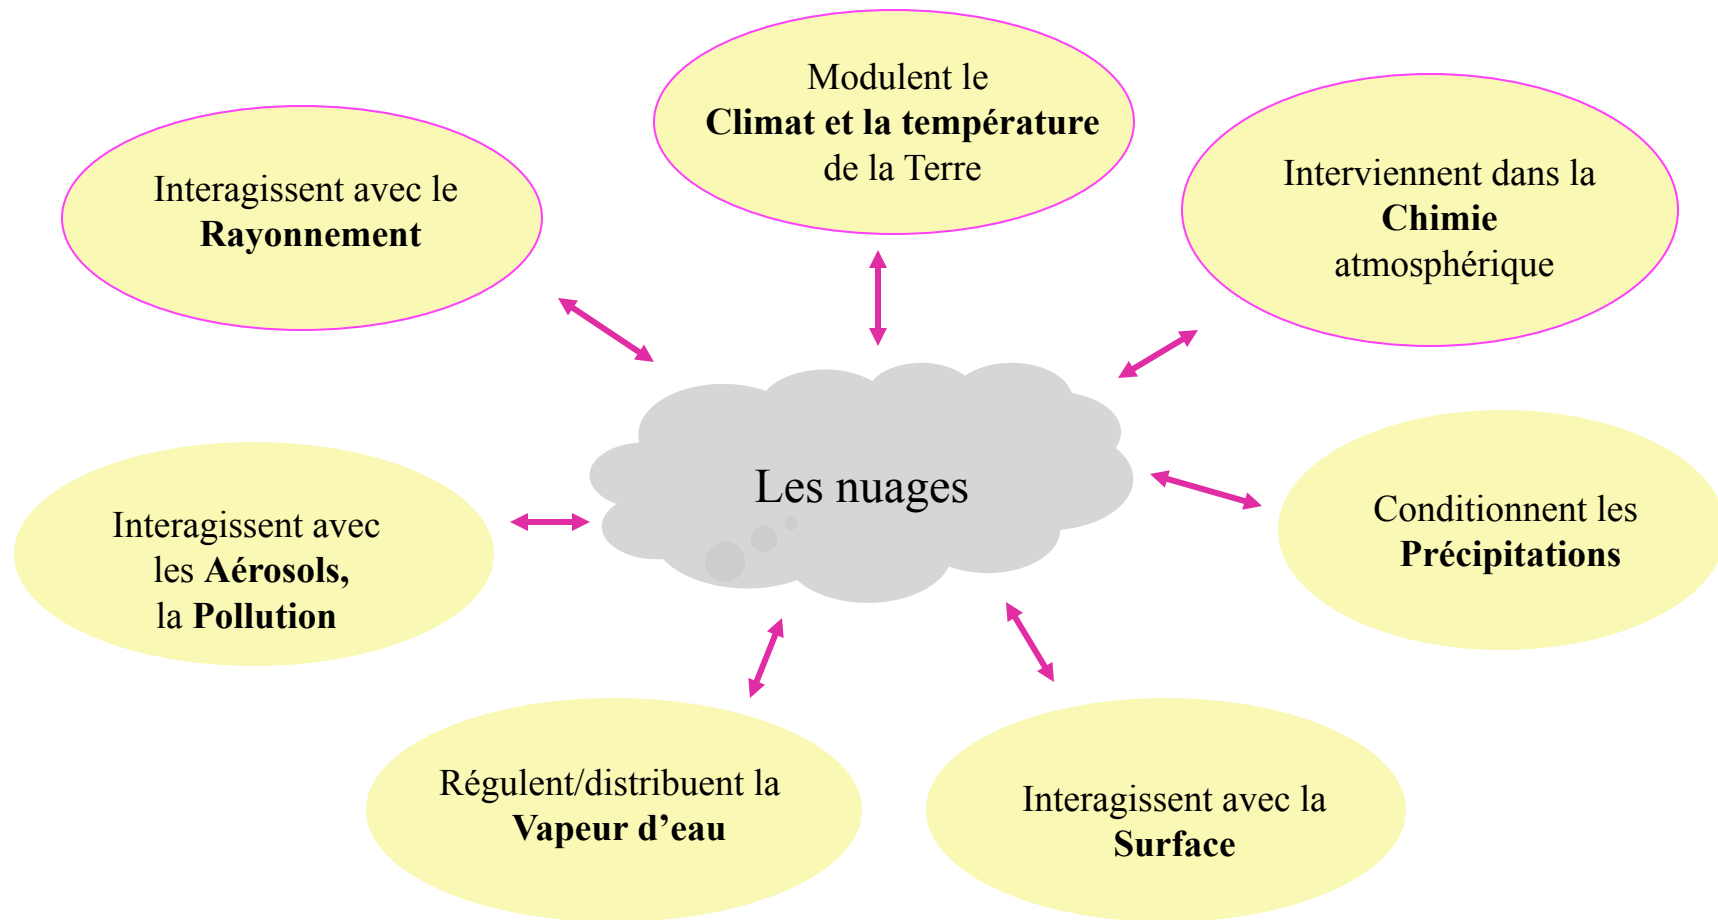 Modulent le
Climat et la température
de la Terre
Interagissent avec le
Rayonnement
Interviennent dans la
Chimie
atmosphérique
Les nuages
Interagissent avec
les Aérosols,
la Pollution
Conditionnent les
Précipitations
Régulent/distribuent la
Vapeur d’eau
Interagissent avec la
Surface